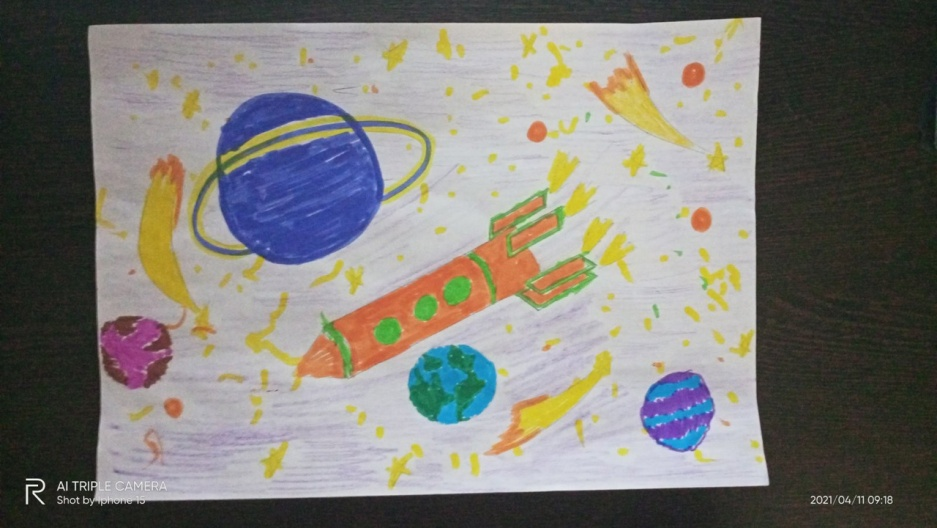 AI TRIPLE CAMERA
Shot by Iphone 15
2021/04/11 09:18